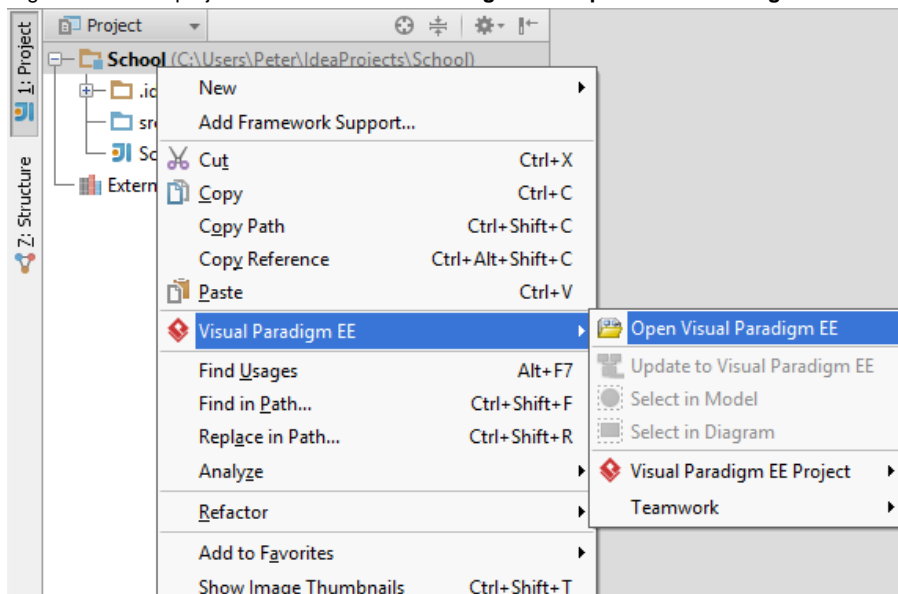 1: Project
Project
School (C:\Users\Peter\IdeaProjects\School)
.id
src
Sc
Extern
Z: Structure
New
Add Framework Support...
Cut Ctrl+X
Copy Ctrl+C
Copy Path Ctrl+Shift+C
Copy Reference Ctrl+Alt+Shift+C
Paste Ctrl+V
Visual Paradigm EE
Find Usages Alt+F7
Find in Path... Ctrl+Shift+F
Replace in Path... Ctrl+Shift+R
Analyze
Refactor
Add to Favorites
Show Image Thumbnails Ctrl+Shift+T
Open Visual Paradigm EE
Update to Visual Paradigm EE
Select in Model
Select in Diagram
Visual Paradigm EE Project
Teamwork